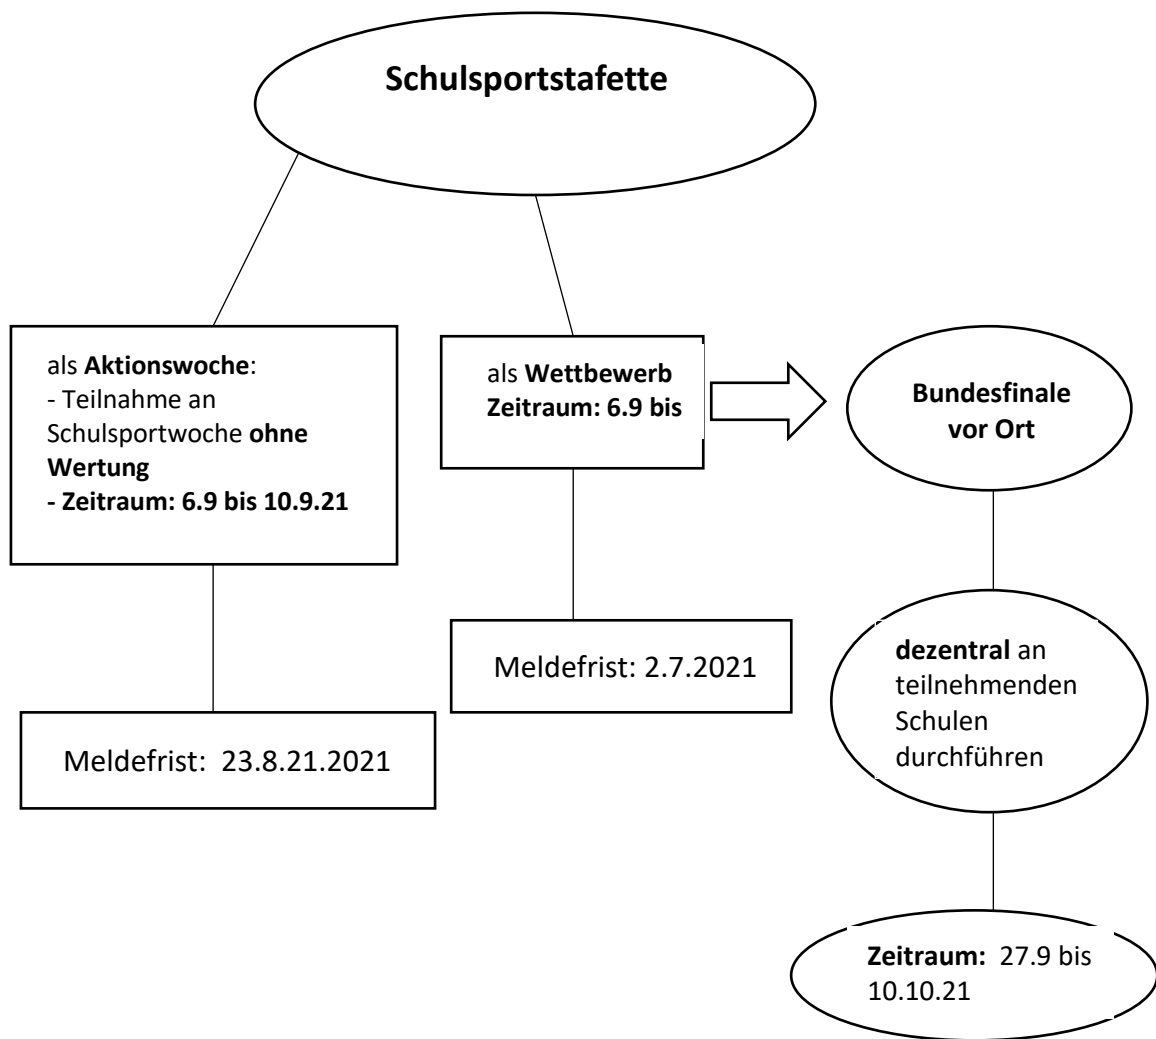 Schulsportstafette
als Aktionswoche:
- Teilnahme an
Schulsportwoche ohne
Wertung
- Zeitraum: 6.9 bis 10.9.21
Meldefrist: 23.8.21.2021
als Wettbewerb
Zeitraum: 6.9 bis
Meldefrist: 2.7.2021
Bundesfinale
vor Ort
dezentral an
teilnehmenden
Schulen
durchführen
Zeitraum: 27.9 bis
10.10.21